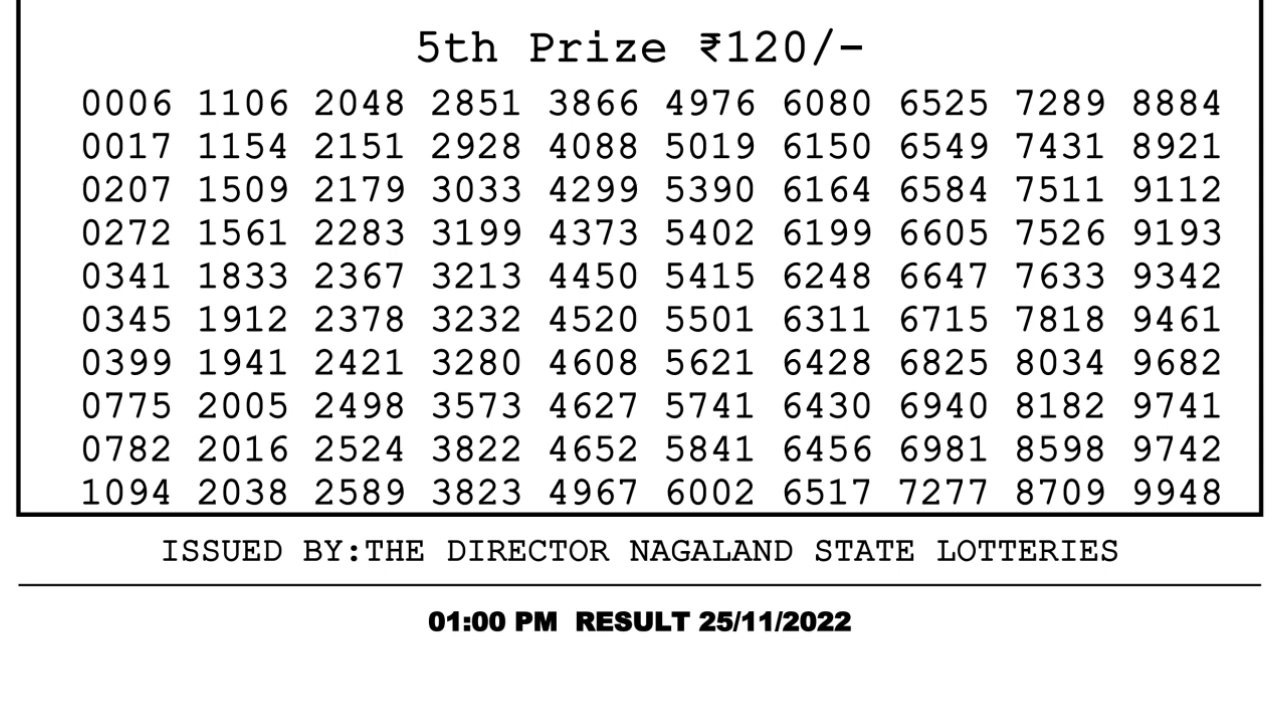 5th Prize ₹120/-
0006 1106 2048 2851 3866 4976 6080 6525 7289 8884
0017 1154 2151 2928 4088 5019 6150 6549 7431 8921
0207 1509 2179 3033 4299 5390 6164 6584 7511 9112
0272 1561 2283 3199 4373 5402 6199 6605 7526 9193
0341 1833 2367 3213 4450 5415 6248 6647 7633 9342
0345 1912 2378 3232 4520 5501 6311 6715 7818 9461
0399 1941 2421 3280 4608 5621 6428 6825 8034 9682
0775 2005 2498 3573 4627 5741 6430 6940 8182 9741
0782 2016 2524 3822 4652 5841 6456 6981 8598 9742
1094 2038 2589 3823 4967 6002 6517 7277 8709 9948
ISSUED BY:THE DIRECTOR NAGALAND STATE LOTTERIES
01:00 PM RESULT 25/11/2022